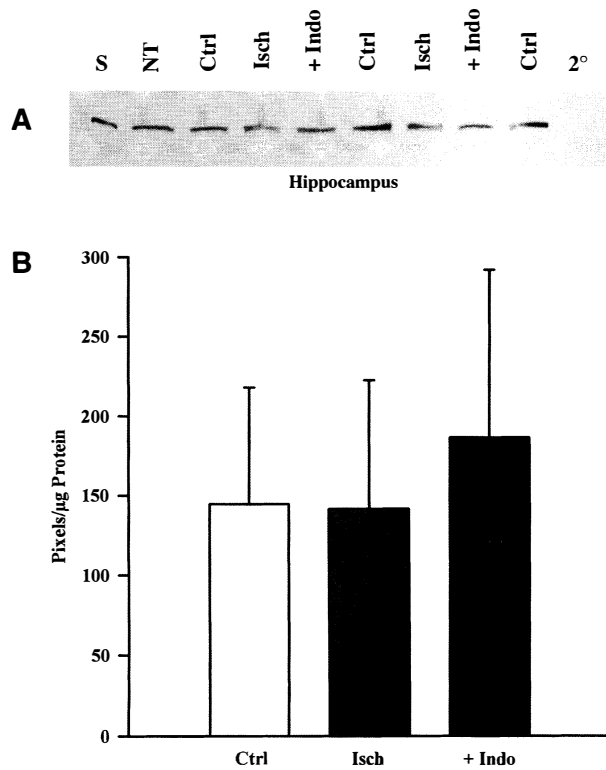 S NT Ctrl Isch + Indo Ctrl Isch + Indo Ctrl 2°
A
Hippocampus
B
300
250
200
150
100
50
0
Pixels/µg Protein
Ctrl Isch + Indo